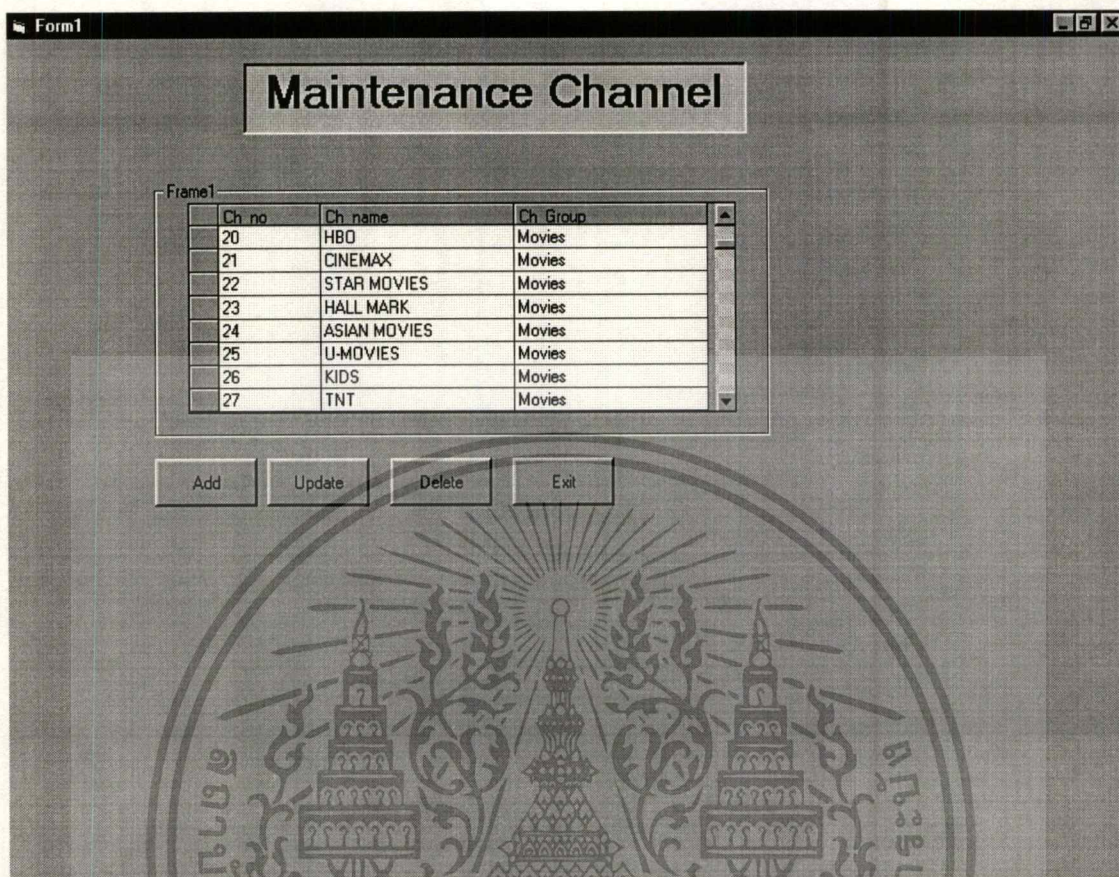 Form1
Maintenance Channel
Frame1
Ch no Ch name Ch Group
20 HBO Movies
21 CINEMAX Movies
22 STAR MOVIES Movies
23 HALL MARK Movies
24 ASIAN MOVIES Movies
25 U-MOVIES Movies
26 KIDS Movies
27 TNT Movies
Add Update Delete Exit